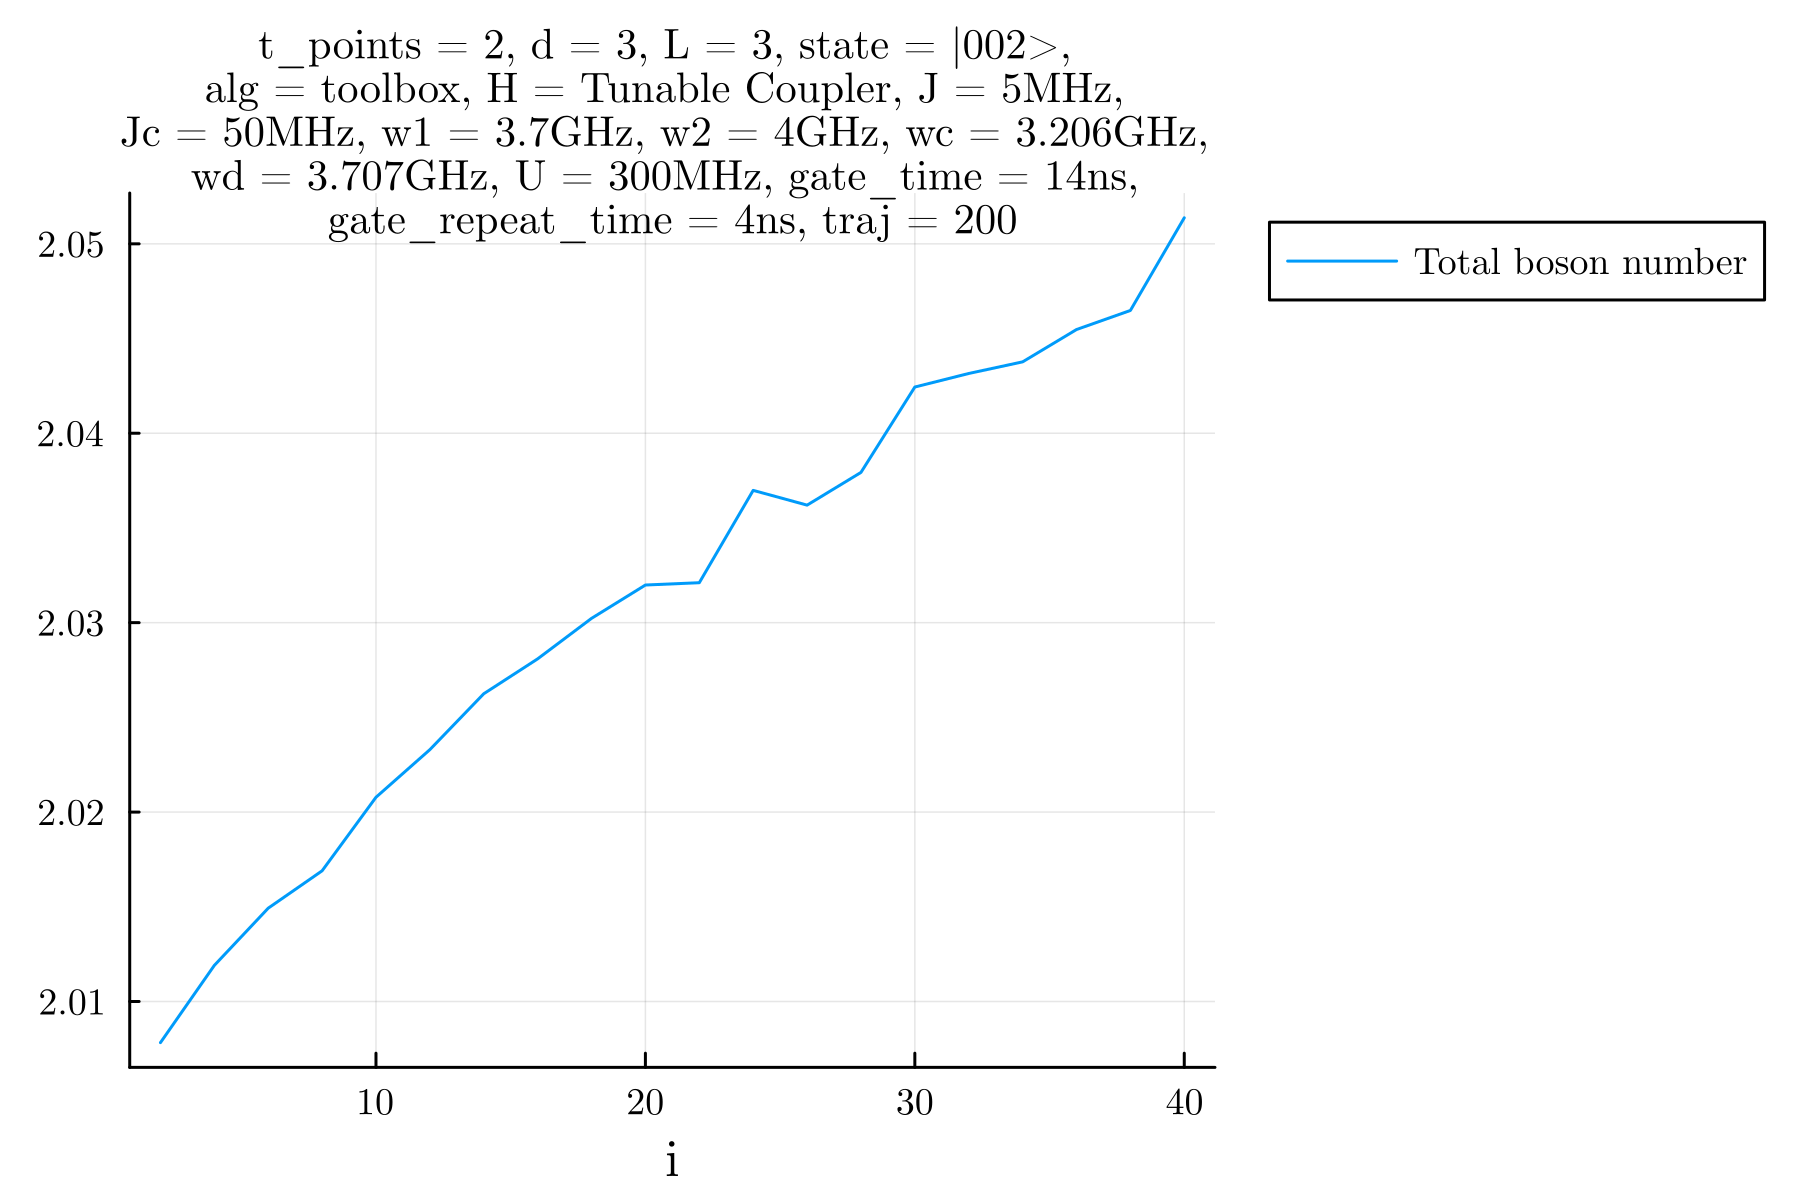 t_points = 2, d = 3, L = 3, state = |002>,
alg = toolbox, H = Tunable Coupler, J = 5MHz,
Jc = 50MHz, w1 = 3.7GHz, w2 = 4GHz, wc = 3.206GHz,
wd = 3.707GHz, U = 300MHz, gate_time = 14ns,
gate_repeat_time = 4ns, traj = 200
Total boson number
2.05
2.04
2.03
2.02
2.01
10 20 30 40
i